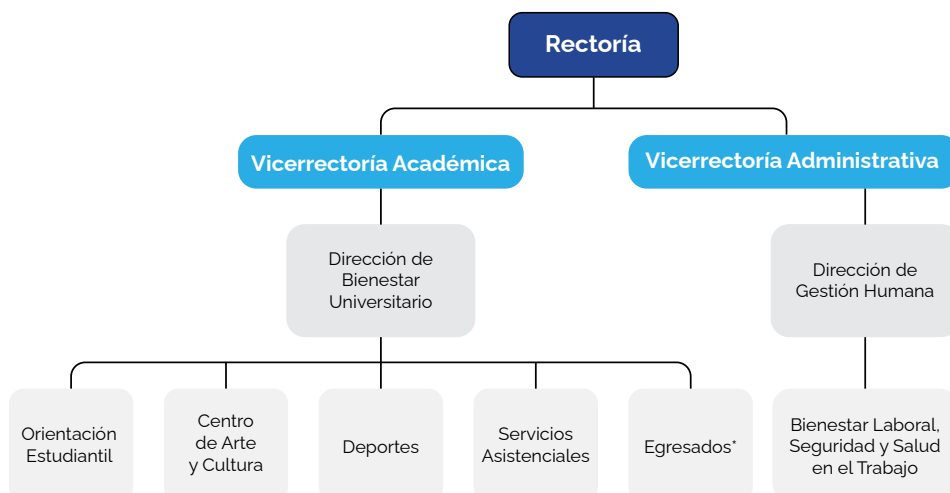 Rectoría
Vicerrectoría Académica
Vicerrectoría Administrativa
Dirección de
Bienestar
Universitario
Dirección de
Gestión Humana
Orientación
Estudiantil
Centro
de Arte
y Cultura
Deportes
Servicios
Asistenciales
Egresados*
Bienestar Laboral,
Seguridad y Salud
en el Trabajo